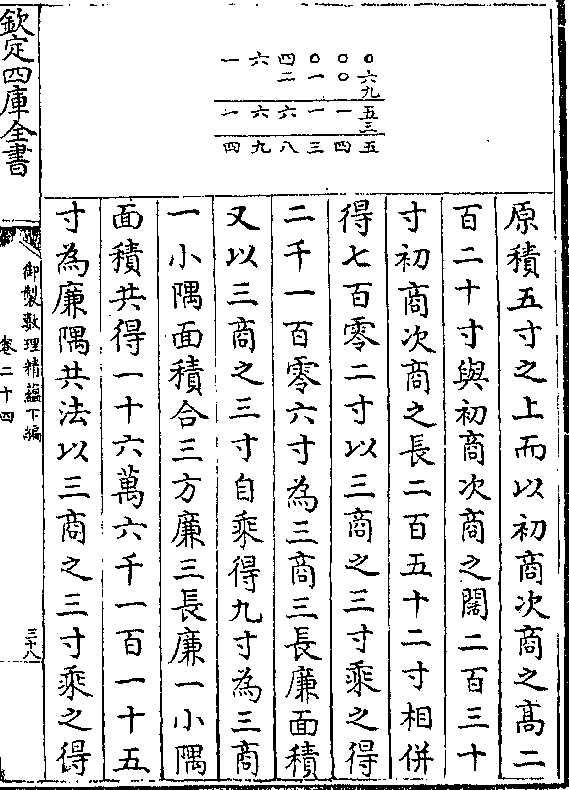 一六四〇〇〇
二一〇六
九
一六六一一五
三
四九八三四五
原積五寸之上而以初商次商之髙二
百二十寸與初商次商之闊二百三十
寸初商次商之長二百五十二寸相併
得七百零二寸以三商之三寸乘之得
二千一百零六寸為三商三長廉面積
又以三商之三寸自乘得九寸為三商
一小隅面積合三方廉三長廉一小隅
面積共得一十六萬六千一百一十五
寸為廉隅共法以三商之三寸乘之得
欽定四庫全書
御製數理精蘊下編
卷二十四
三十八